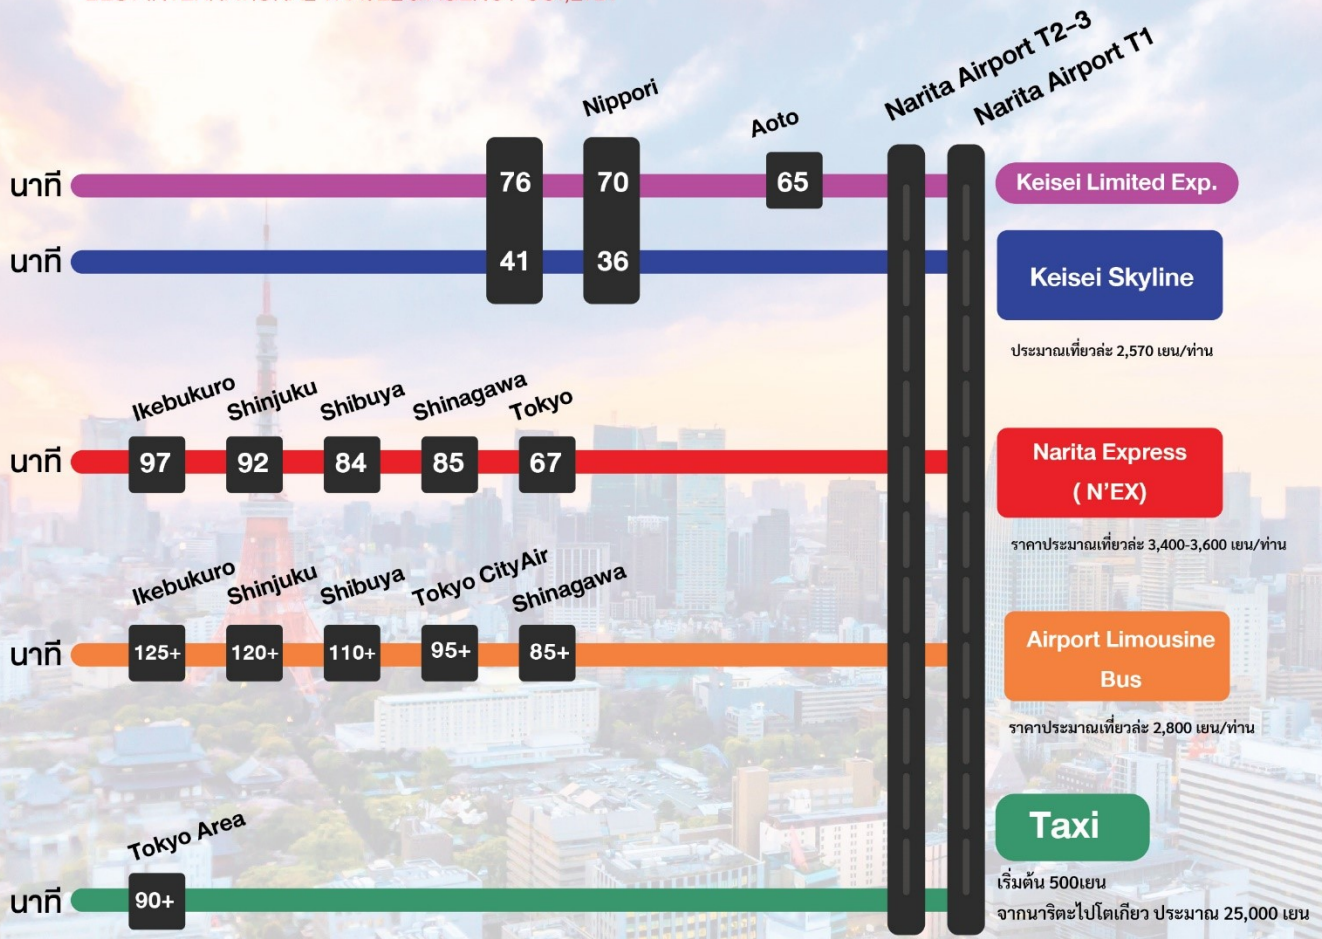 Narita Airport T2-3
Narita Airport T1
Nippori
Aoto
นาที
76
70
65
Keisei Limited Exp.
นาที
41
36
Keisei Skyline
ประมาณเที่ยวละ 2,570 เยน/ท่าน
Ikebukuro
Shinjuku
Shibuya
Shinagawa
Tokyo
นาที
97
92
84
85
67
Narita Express
( N'EX)
ราคาประมาณเที่ยวละ 3,400-3,600 เยน/ท่าน
Ikebukuro
Shinjuku
Shibuya
Tokyo CityAir
Shinagawa
นาที
125+
120+
110+
95+
85+
Airport Limousine
Bus
ราคาประมาณเที่ยวล่ะ 2,800 เยน/ท่าน
Tokyo Area
นาที
90+
Taxi
เริ่มต้น 500เยน
จากนาริตะไปโตเกียว ประมาณ 25,000 เยน